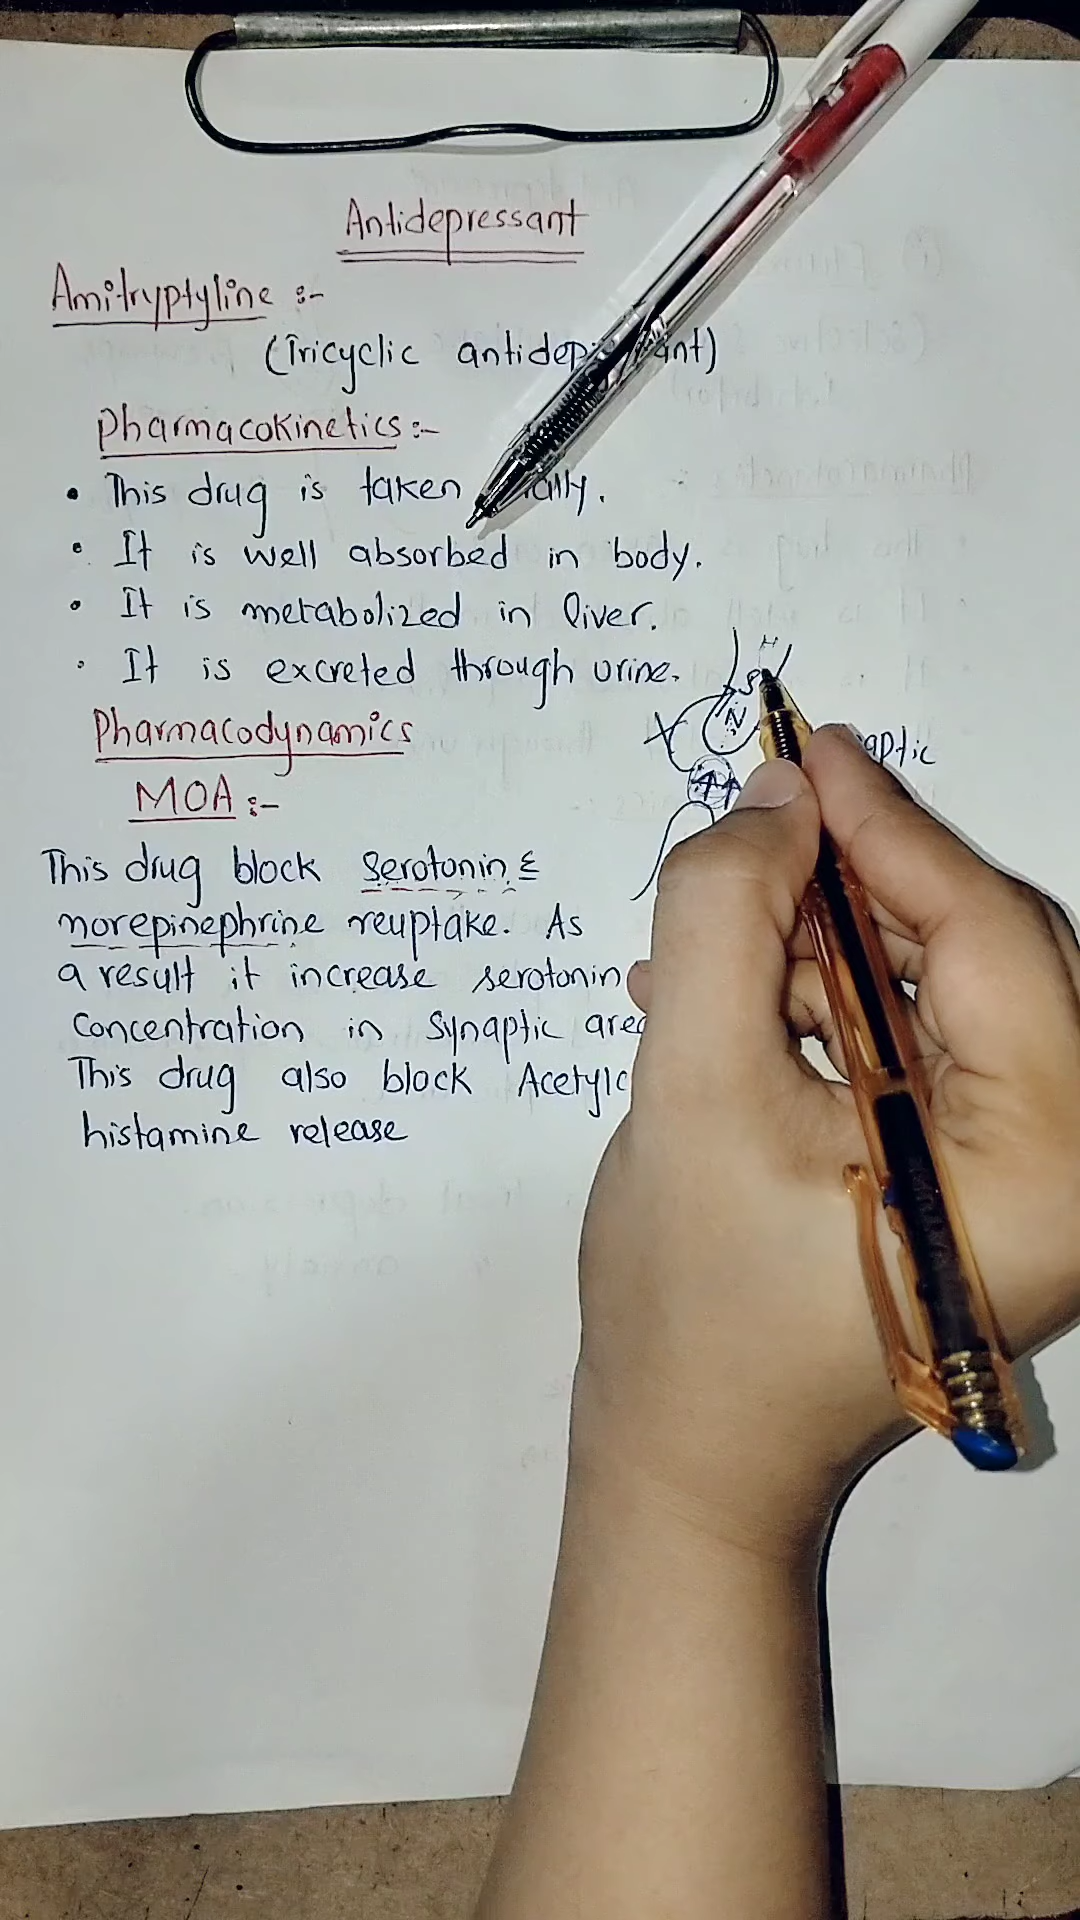 Antidepressant
Amitryptyline :-
(Tricyclic
Pharmacokinetics :-
• This drug is taken
• It is well absorbed in body.
• It is metabolized in liver.
• It is excreted through urine.
Pharmacodynamics
MOA :-
This drug block serotonin &
norepinephrine reuptake. As
a result it increase serotonin
concentration in synaptic
This drug also block
histamine release
H
S
N
↑↑